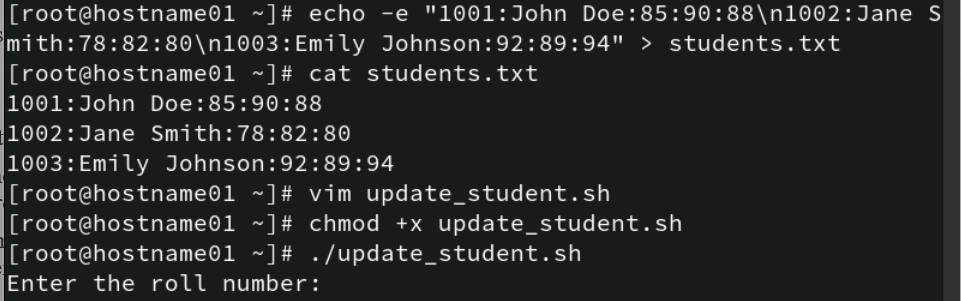 [root@hostname01 ~]# echo -e "1001:John Doe:85:90:88\n1002:Jane S
mith:78:82:80\n1003:Emily Johnson:92:89:94" > students.txt
[root@hostname01 ~]# cat students.txt
1001:John Doe:85:90:88
1002:Jane Smith:78:82:80
1003:Emily Johnson:92:89:94
[root@hostname01 ~]# vim update_student.sh
[root@hostname01 ~]# chmod +x update_student.sh
[root@hostname01 ~]# ./update_student.sh
Enter the roll number: